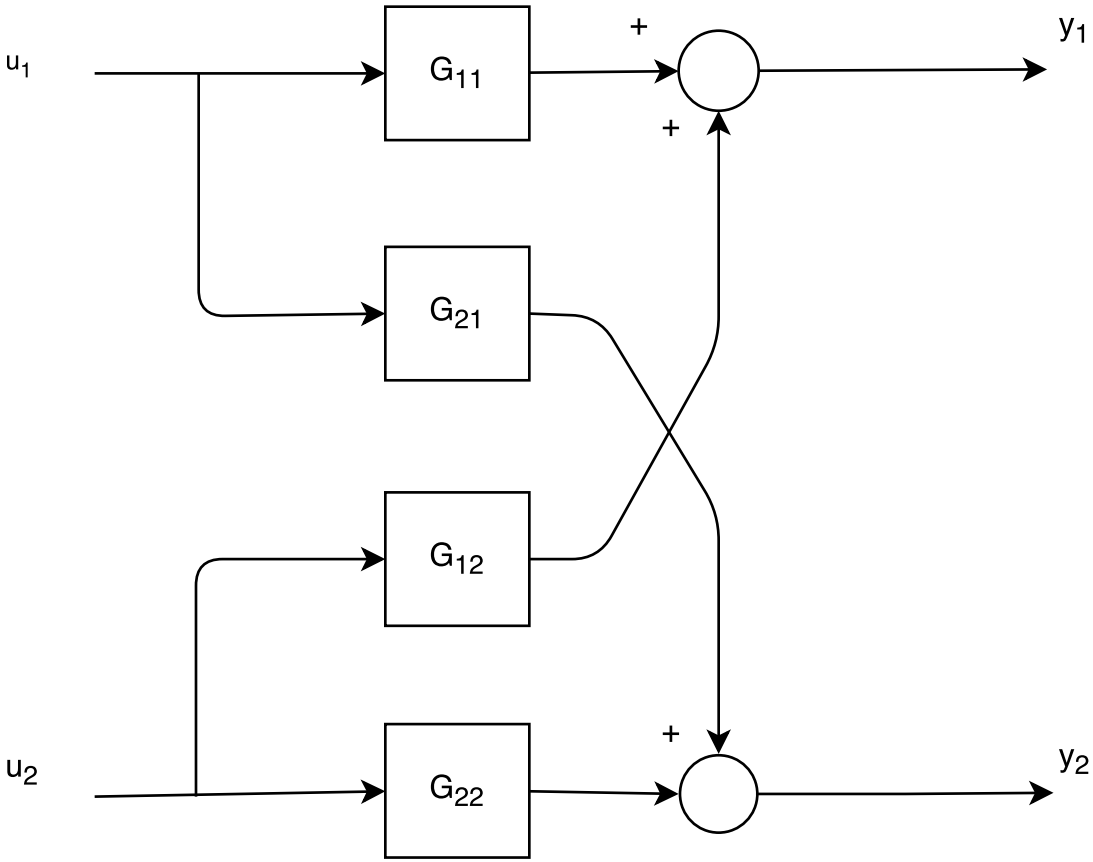 +
y₁
u₁
G₁₁
+
G₂₁
G₁₂
+
y₂
u₂
G₂₂